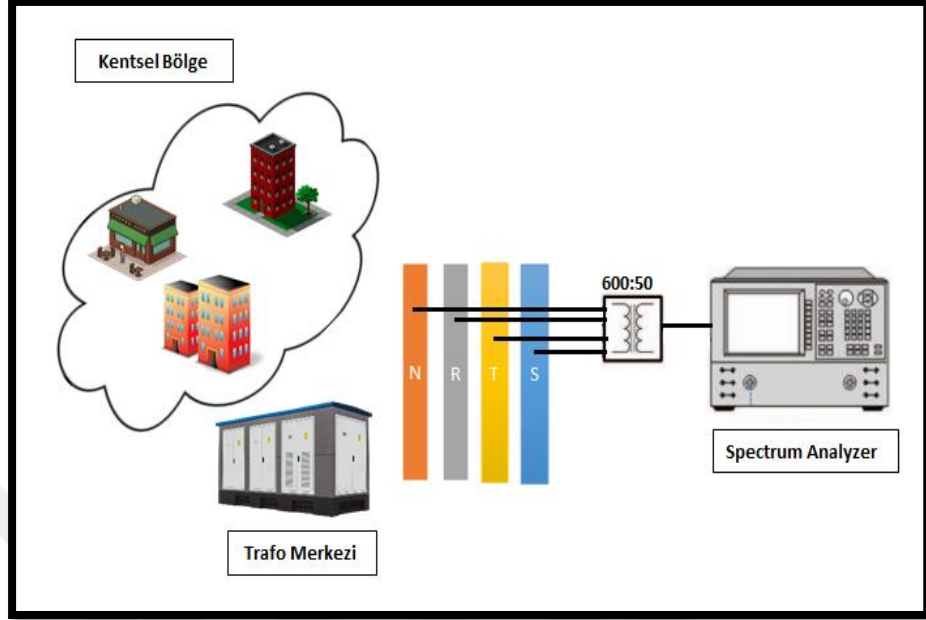 Kentsel Bölge
600:50
N R T S
Spectrum Analyzer
Trafo Merkezi